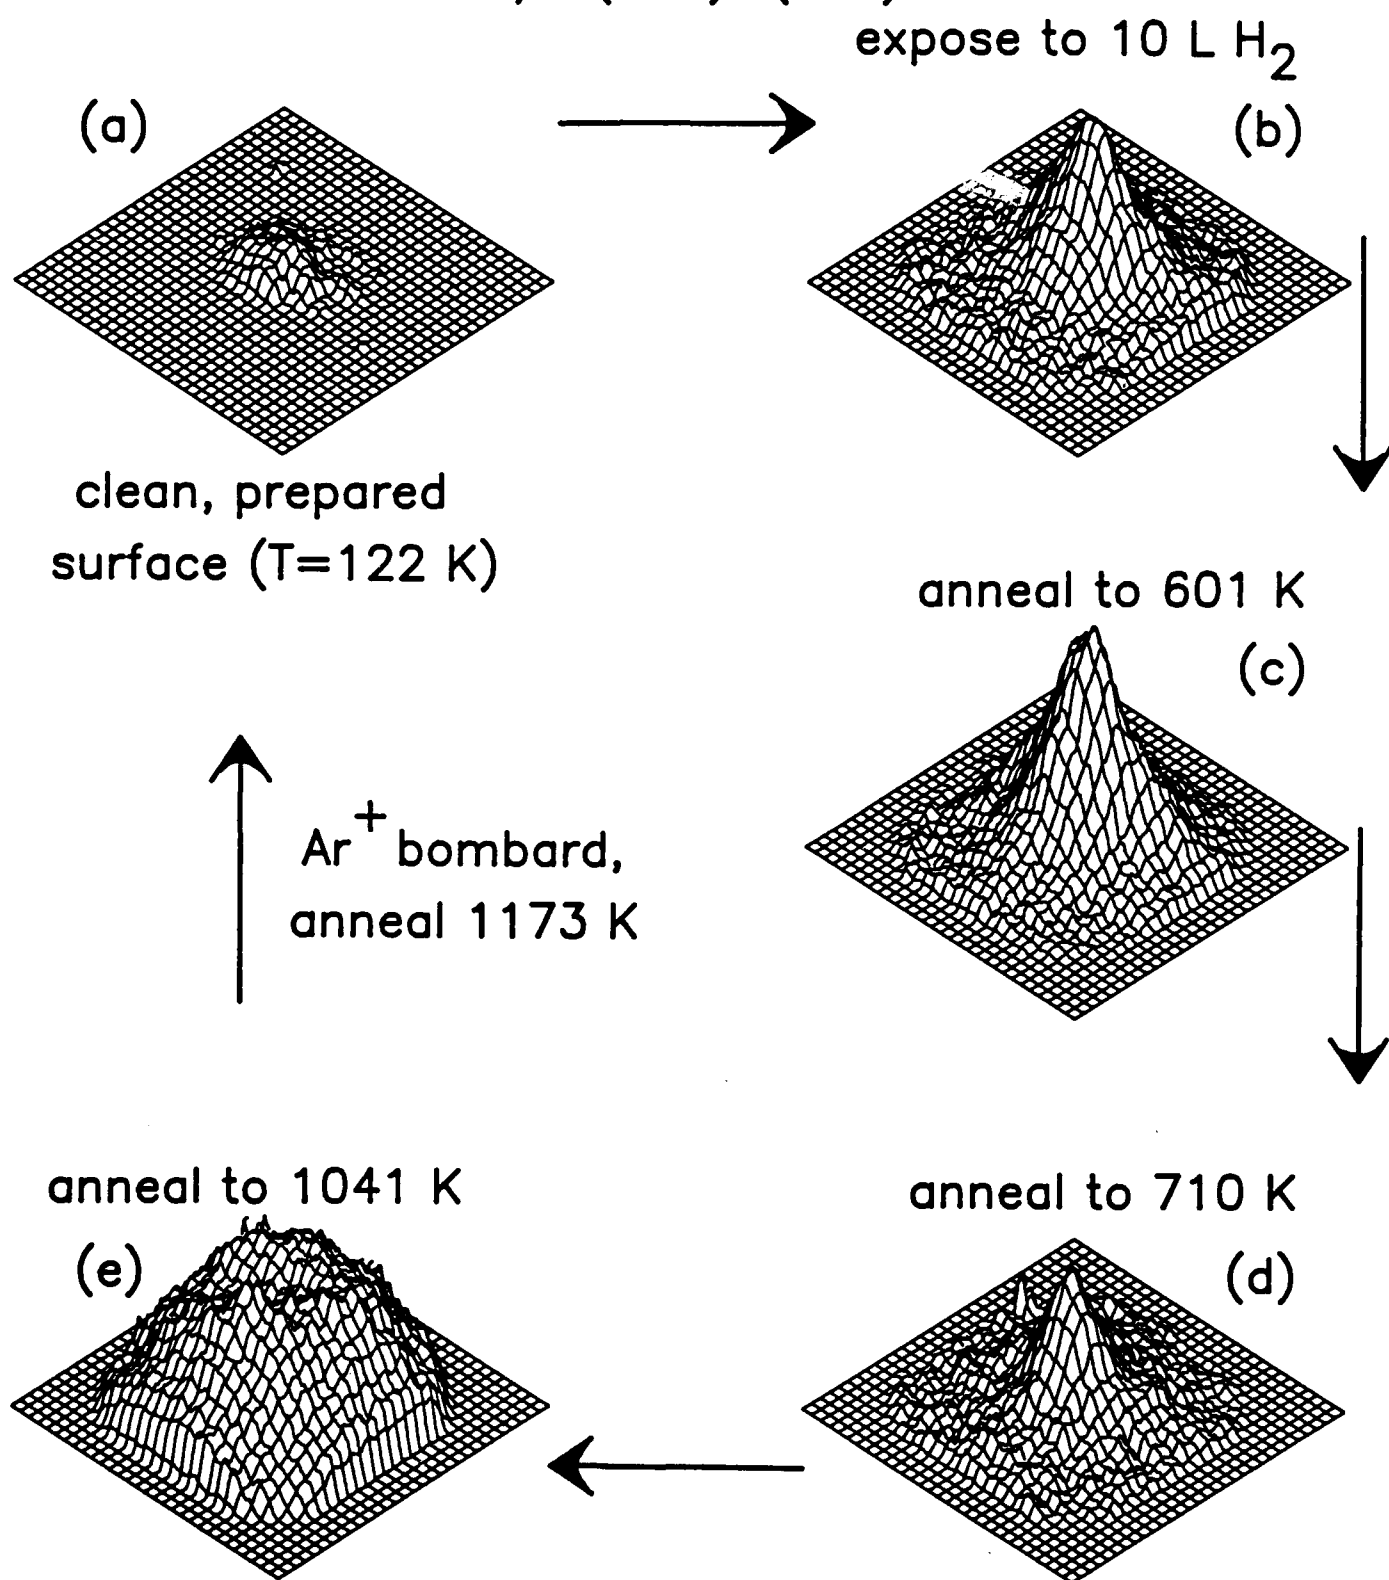 expose to 10 L H₂
(a)
(b)
clean, prepared
surface (T=122 K)
anneal to 601 K
(c)
Ar⁺ bombard,
anneal 1173 K
anneal to 1041 K
(e)
anneal to 710 K
(d)